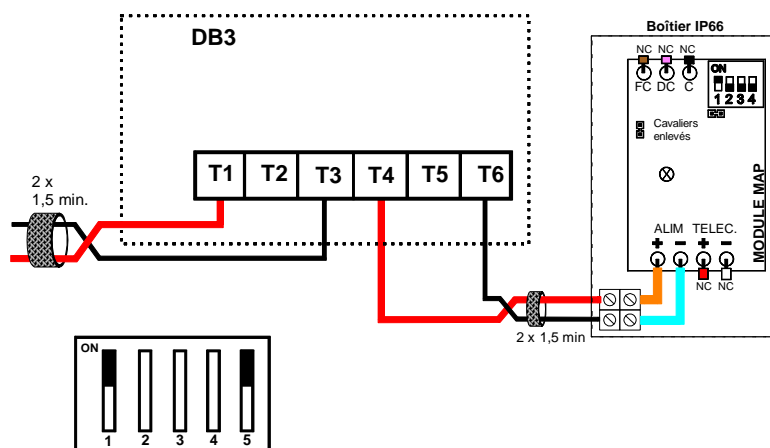 Boîtier IP66
DB3
NC NC NC
FC DC C
ON
1 2 3 4
Cavaliers
enlevés
MODULE MAP
T1 T2 T3 T4 T5 T6
2 x
1,5 min.
ALIM TELEC.
+ - + -
NC NC
2 x 1,5 min
ON
1 2 3 4 5